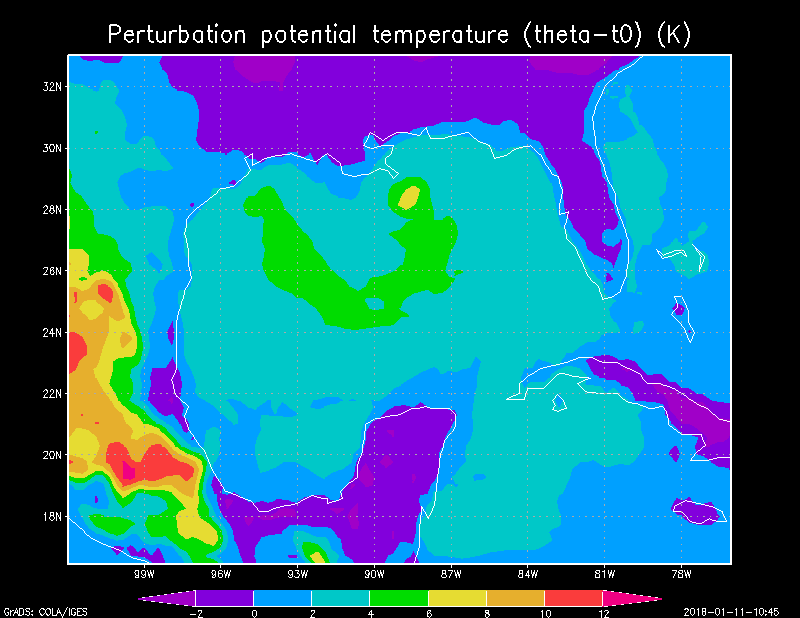 Perturbation potential temperature (theta-t0) (K)
32N
30N
28N
26N
24N
22N
20N
18N
99W 96W 93W 90W 87W 84W 81W 78W
-2 0 2 4 6 8 10 12
GrADS: COLA/IGES 2018-01-11-10:45